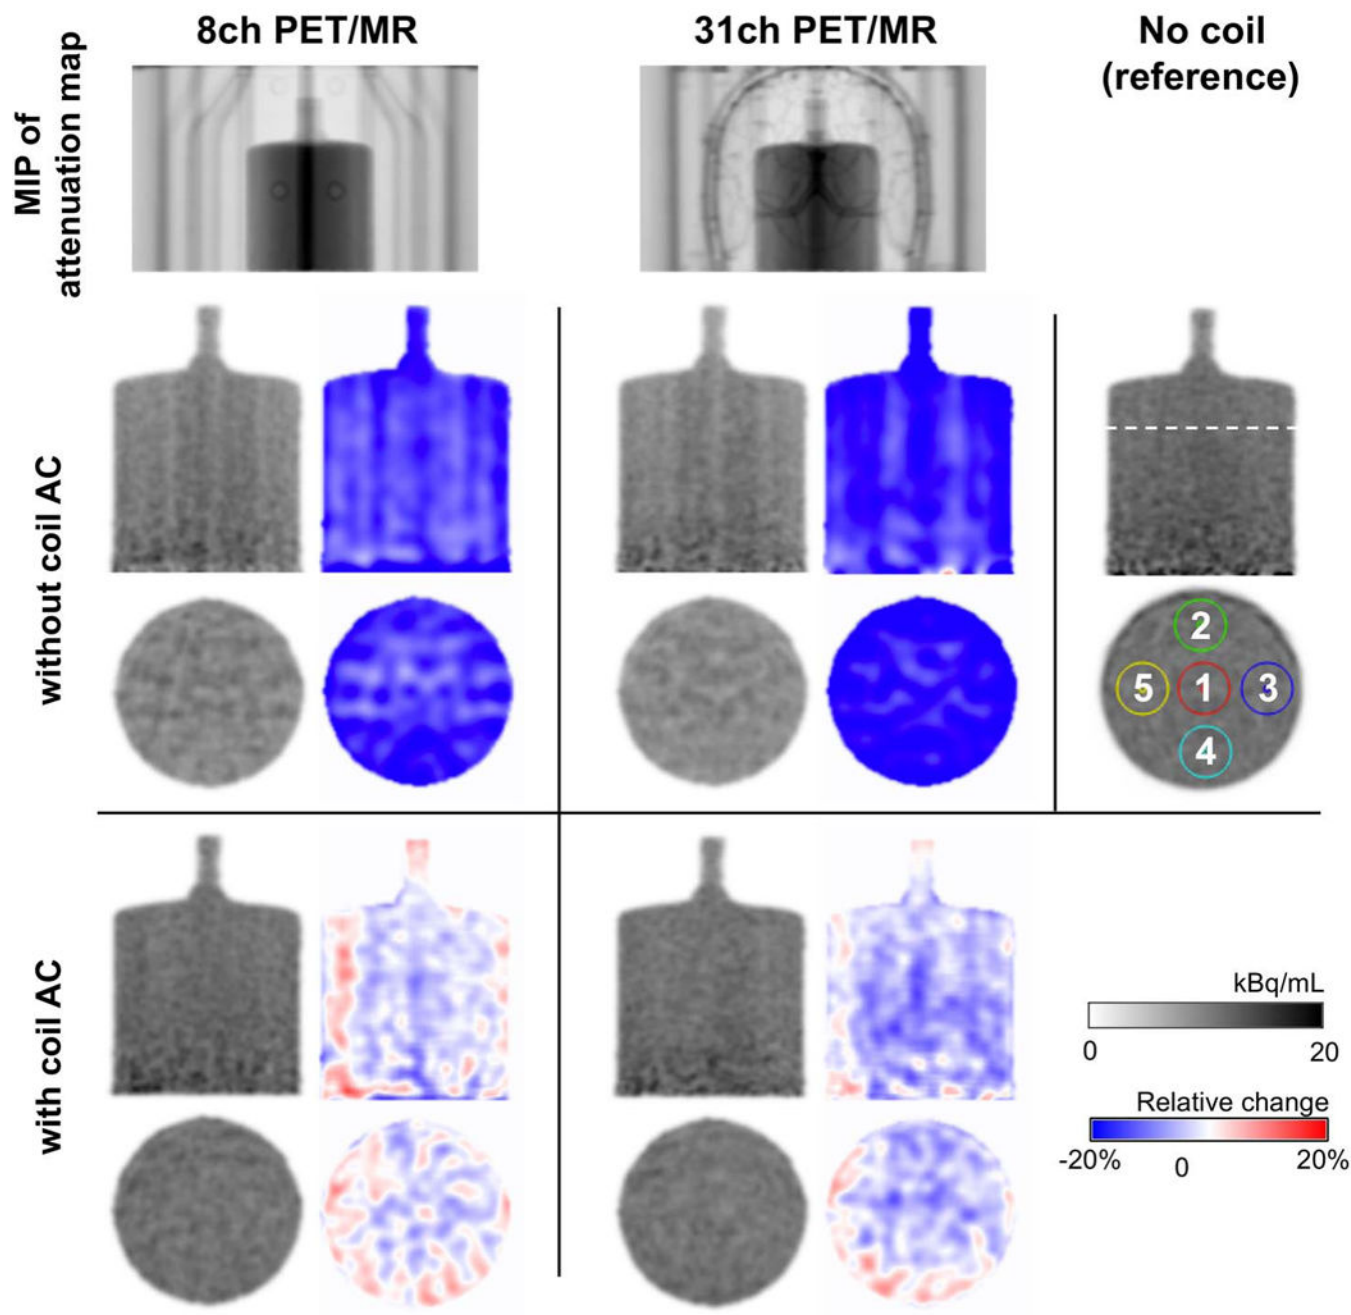 8ch PET/MR
31ch PET/MR
No coil
(reference)
MIP of
attenuation map
without coil AC
2
5 1 3
4
with coil AC
kBq/mL
0 20
Relative change
-20% 0 20%